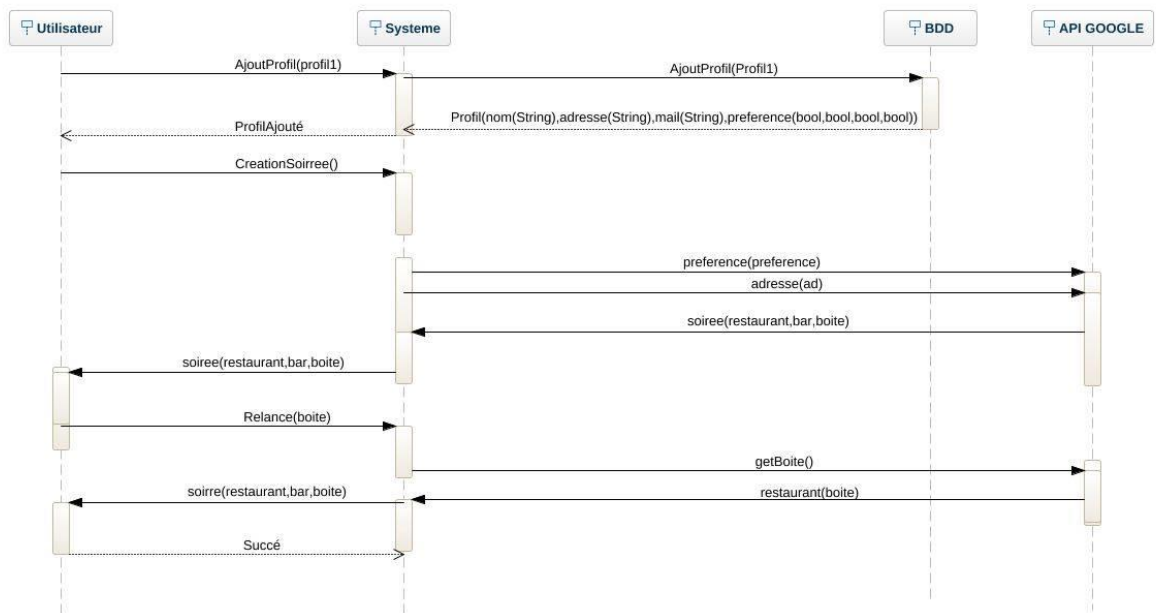 Utilisateur
Systeme
BDD
API GOOGLE
AjoutProfil(profil1)
AjoutProfil(Profil1)
Profil(nom(String),adresse(String),mail(String),preference(bool,bool,bool,bool))
ProfilAjouté
CreationSoirree()
preference(preference)
adresse(ad)
soiree(restaurant,bar,boite)
soiree(restaurant,bar,boite)
Relance(boite)
getBoite()
soirre(restaurant,bar,boite)
restaurant(boite)
Succé